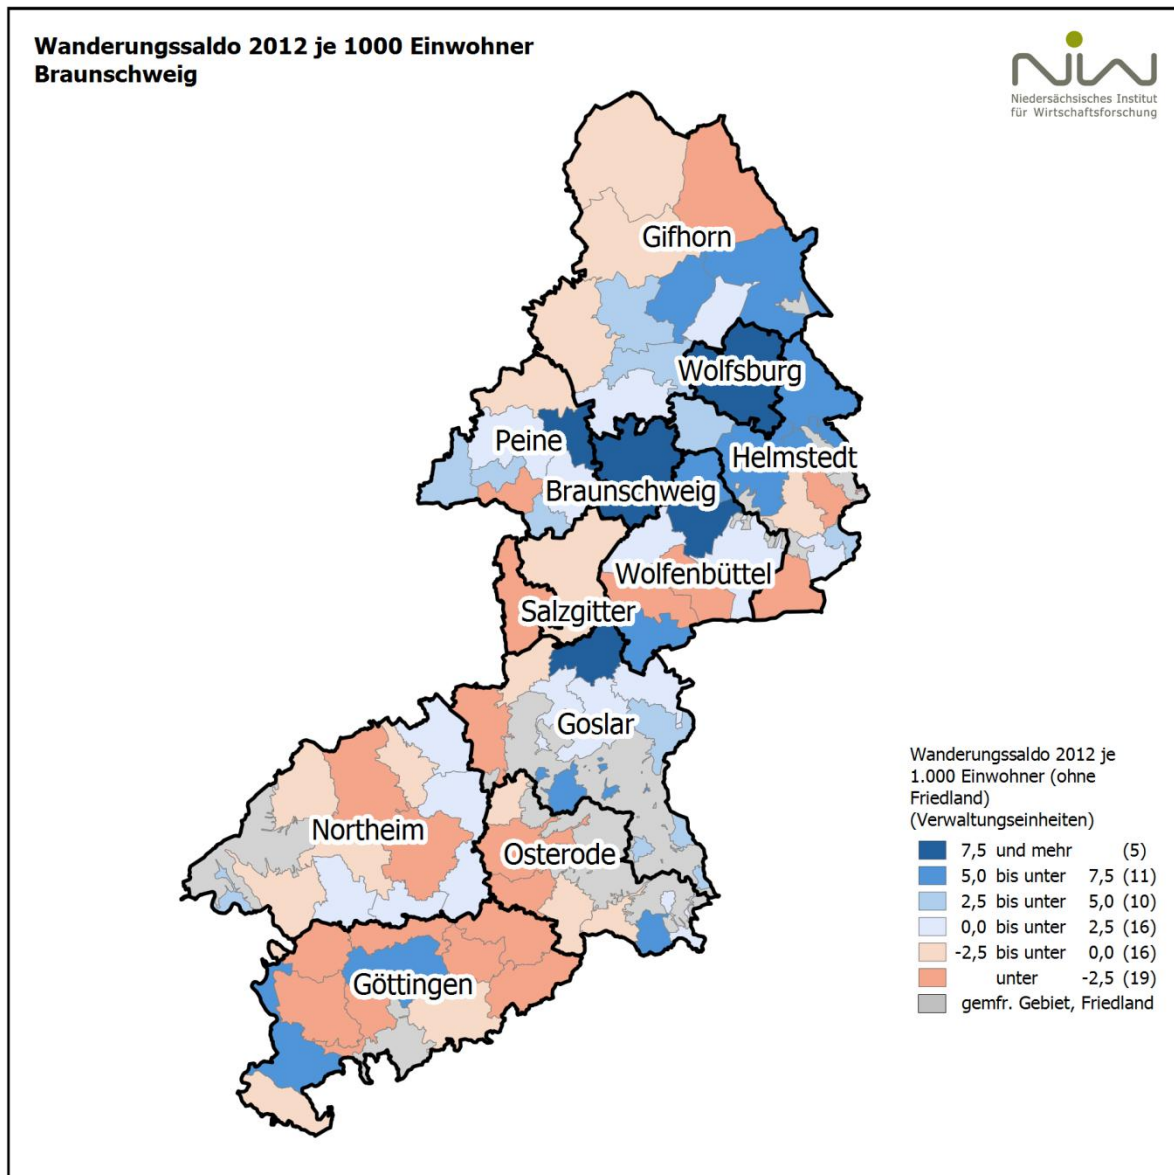 Wanderungssaldo 2012 je 1000 Einwohner
Braunschweig
NIW
Niedersächsisches Institut
für Wirtschaftsforschung
Gifhorn
Wolfsburg
Peine
Helmstedt
Braunschweig
Wolfenbüttel
Salzgitter
Goslar
Northeim
Osterode
Göttingen
Wanderungssaldo 2012 je
1.000 Einwohner (ohne
Friedland)
(Verwaltungseinheiten)
7,5 und mehr (5)
5,0 bis unter 7,5 (11)
2,5 bis unter 5,0 (10)
0,0 bis unter 2,5 (16)
-2,5 bis unter 0,0 (16)
unter -2,5 (19)
gemfr. Gebiet, Friedland